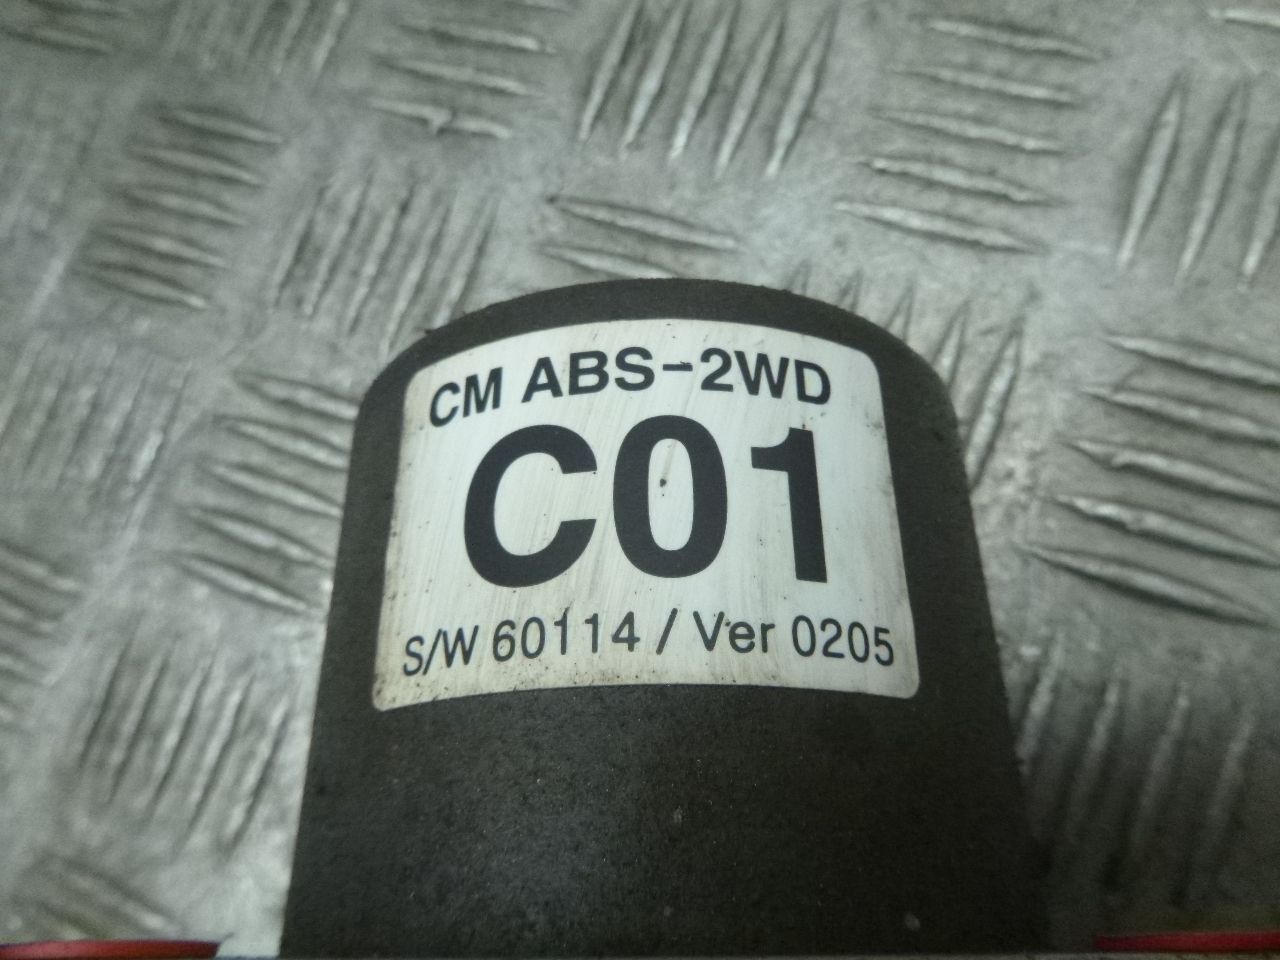 CM ABS-2WD
C01
S/W 60114 / Ver 0205